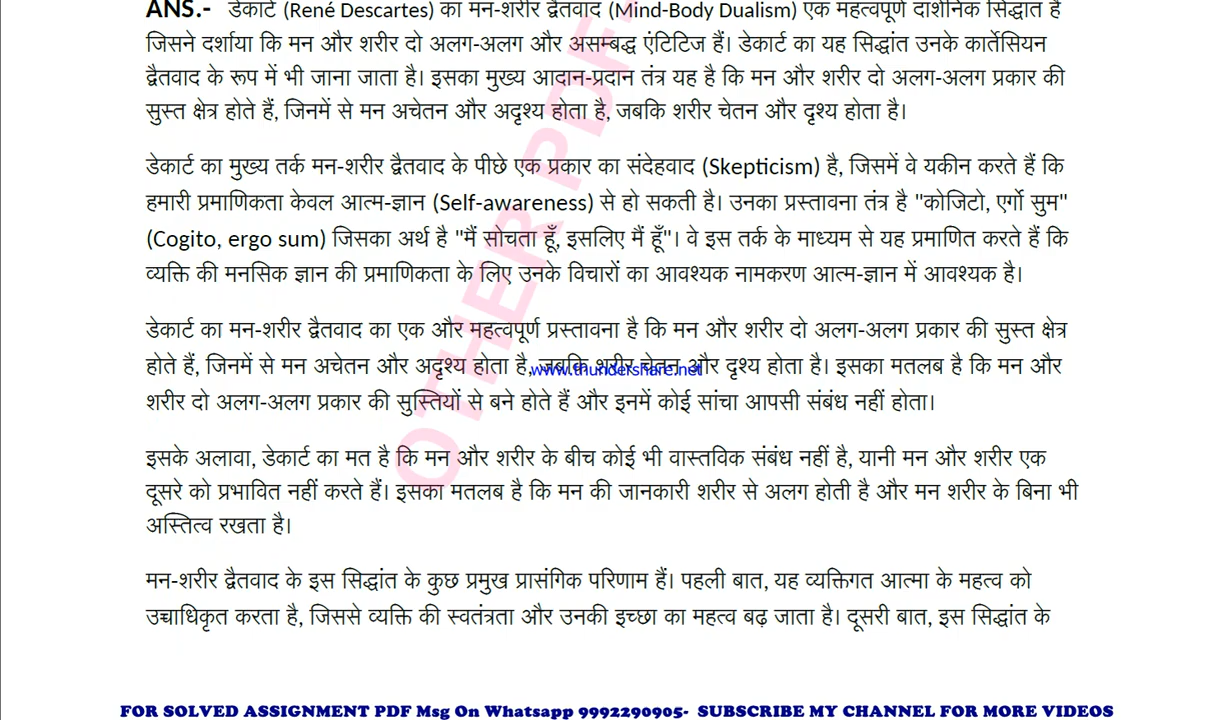 ANS.- डेकार्ट (René Descartes) का मन-शरीर द्वैतवाद (Mind-Body Dualism) एक महत्वपूर्ण दार्शनिक सिद्धांत है
जिसने दर्शाया कि मन और शरीर दो अलग-अलग और असम्बद्ध एंटिटिज हैं। डेकार्ट का यह सिद्धांत उनके कार्तेसियन
द्वैतवाद के रूप में भी जाना जाता है। इसका मुख्य आदान-प्रदान तंत्र यह है कि मन और शरीर दो अलग-अलग प्रकार की
सुस्त क्षेत्र होते हैं, जिनमें से मन अचेतन और अदृश्य होता है, जबकि शरीर चेतन और दृश्य होता है।
डेकार्ट का मुख्य तर्क मन-शरीर द्वैतवाद के पीछे एक प्रकार का संदेहवाद (Skepticism) है, जिसमें वे यकीन करते हैं कि
हमारी प्रमाणिकता केवल आत्म-ज्ञान (Self-awareness) से हो सकती है। उनका प्रस्तावना तंत्र है "कोजिटो, एर्गो सुम"
(Cogito, ergo sum) जिसका अर्थ है "मैं सोचता हूँ, इसलिए मैं हूँ"। वे इस तर्क के माध्यम से यह प्रमाणित करते हैं कि
व्यक्ति की मनसिक ज्ञान की प्रमाणिकता के लिए उनके विचारों का आवश्यक नामकरण आत्म-ज्ञान में आवश्यक है।
डेकार्ट का मन-शरीर द्वैतवाद का एक और महत्वपूर्ण प्रस्तावना है कि मन और शरीर दो अलग-अलग प्रकार की सुस्त क्षेत्र
होते हैं, जिनमें से मन अचेतन और अदृश्य होता है, जबकि शरीर चेतन और दृश्य होता है। इसका मतलब है कि मन और
www.thundershare.net
शरीर दो अलग-अलग प्रकार की सुस्तियों से बने होते हैं और इनमें कोई सांचा आपसी संबंध नहीं होता।
इसके अलावा, डेकार्ट का मत है कि मन और शरीर के बीच कोई भी वास्तविक संबंध नहीं है, यानी मन और शरीर एक
दूसरे को प्रभावित नहीं करते हैं। इसका मतलब है कि मन की जानकारी शरीर से अलग होती है और मन शरीर के बिना भी
अस्तित्व रखता है।
मन-शरीर द्वैतवाद के इस सिद्धांत के कुछ प्रमुख प्रासंगिक परिणाम हैं। पहली बात, यह व्यक्तिगत आत्मा के महत्व को
उच्चाधिकृत करता है, जिससे व्यक्ति की स्वतंत्रता और उनकी इच्छा का महत्व बढ़ जाता है। दूसरी बात, इस सिद्धांत के
OTHER PDF
FOR SOLVED ASSIGNMENT PDF Msg On Whatsapp 9992290905- SUBSCRIBE MY CHANNEL FOR MORE VIDEOS